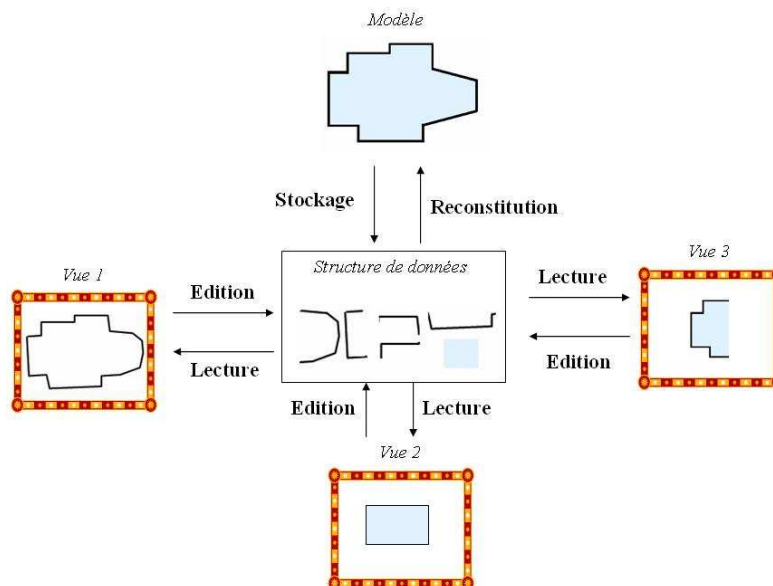 Modèle
Stockage
Reconstitution
Structure de données
Vue 1
Edition
Lecture
Vue 3
Lecture
Edition
Edition
Lecture
Vue 2